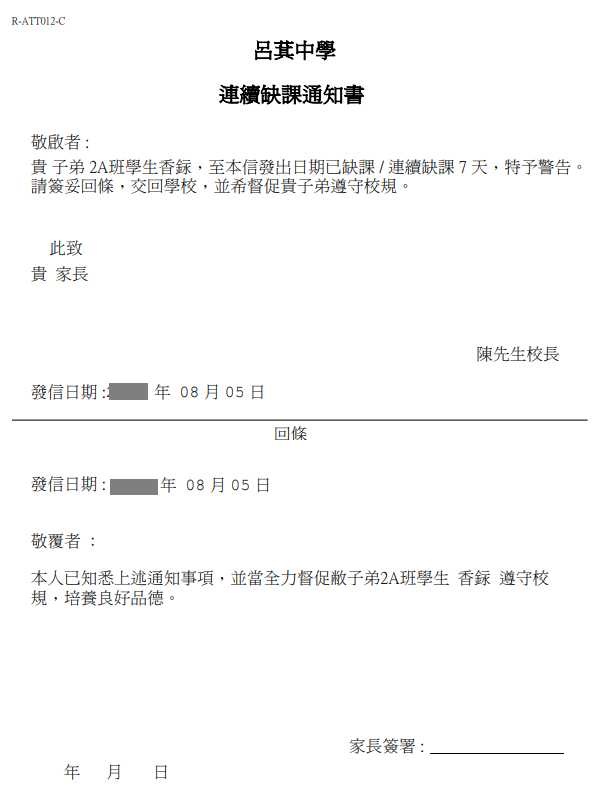 R-ATT012-C
呂萁中學
連續缺課通知書
敬啟者 :
貴 子弟 2A班學生香銾，至本信發出日期已缺課 / 連續缺課 7 天，特予警告。
請簽妥回條，交回學校，並希督促貴子弟遵守校規。
此致
貴 家長
陳先生校長
發信日期 : 年 08 月 05 日
回條
發信日期 : 年 08 月 05 日
敬覆者 :
本人已知悉上述通知事項，並當全力督促敝子弟2A班學生 香銾 遵守校
規，培養良好品德。
家長簽署 :
年 月 日